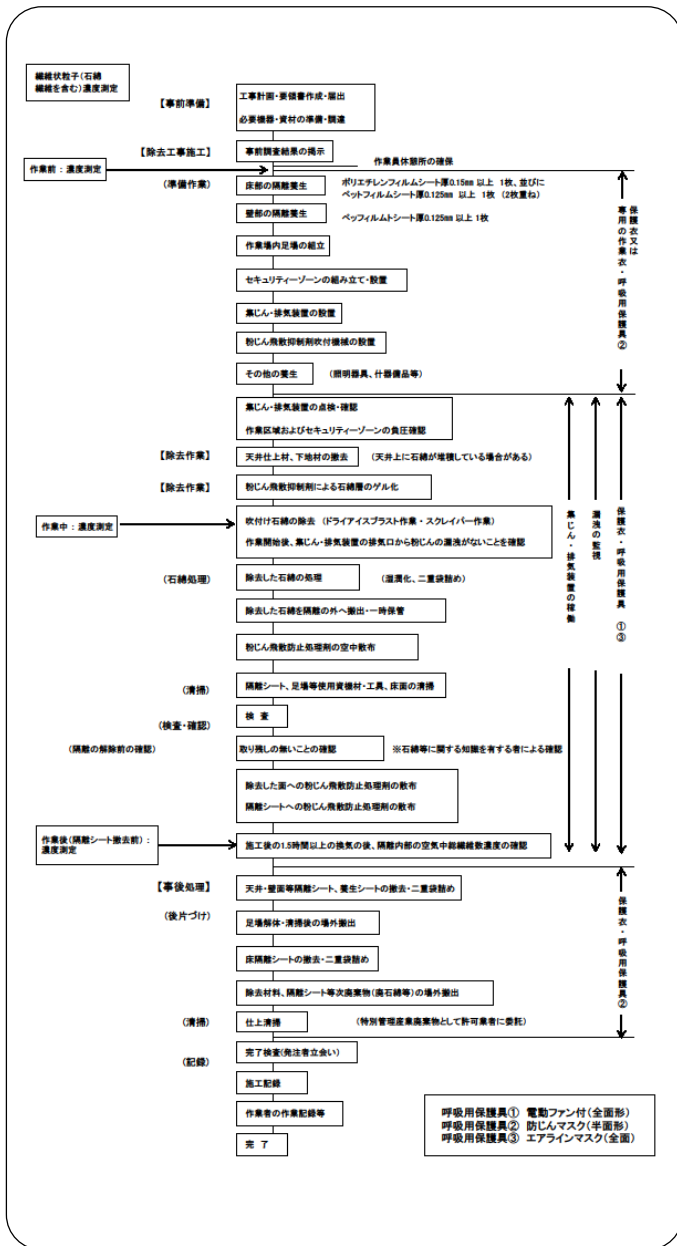 繊維状粒子(石綿
繊維を含む)濃度測定
【事前準備】
工事計画・要領書作成・届出
必要機器・資材の準備・調達
【除去工事施工】
事前調査結果の掲示
作業員休憩所の確保
作業前:濃度測定
(準備作業)
床部の隔離養生
ポリエチレンフィルムシート厚0.15mm 以上 1枚、並びに
ペットフィルムシート厚0.125mm 以上 1枚 (2枚重ね)
壁部の隔離養生
ペッフィルムトシート厚0.125mm 以上 1枚
作業場内足場の組立
セキュリティーゾーンの組み立て・設置
集じん・排気装置の設置
粉じん飛散抑制剤吹付機械の設置
その他の養生
(照明器具、什器備品等)
保護衣又は
専用の作業衣・呼吸用保護具②
集じん・排気装置の点検・確認
作業区域およびセキュリティーゾーンの負圧確認
【除去作業】
天井仕上材、下地材の撤去
(天井上に石綿が堆積している場合がある)
【除去作業】
粉じん飛散抑制剤による石綿層のゲル化
作業中:濃度測定
吹付け石綿の除去 (ドライアイスブラスト作業・スクレイパー作業)
作業開始後、集じん・排気装置の排気口から粉じんの漏洩がないことを確認
(石綿処理)
除去した石綿の処理
(湿潤化、二重袋詰め)
除去した石綿を隔離の外へ搬出・一時保管
粉じん飛散防止処理剤の空中散布
(清掃)
隔離シート、足場等使用資機材・工具、床面の清掃
(検査・確認)
検 査
(隔離の解除前の確認)
取り残しの無いことの確認
※石綿等に関する知識を有する者による確認
除去した面への粉じん飛散防止処理剤の散布
隔離シートへの粉じん飛散防止処理剤の散布
作業後(隔離シート撤去前):
濃度測定
施工後の1.5時間以上の換気の後、隔離内部の空気中総繊維数濃度の確認
集じん・排気装置の稼働
漏洩の監視
保護衣・呼吸用保護具 ①③
【事後処理】
天井・壁面等隔離シート、養生シートの撤去・二重袋詰め
(後片づけ)
足場解体・清掃後の場外搬出
床隔離シートの撤去・二重袋詰め
除去材料、隔離シート等次廃棄物(廃石綿等)の場外搬出
(清掃)
仕上清掃
(特別管理産業廃棄物として許可業者に委託)
保護衣・呼吸用保護具②
(記録)
完了検査(発注者立会い)
施工記録
作業者の作業記録等
完 了
呼吸用保護具① 電動ファン付(全面形)
呼吸用保護具② 防じんマスク(半面形)
呼吸用保護具③ エアラインマスク(全面)